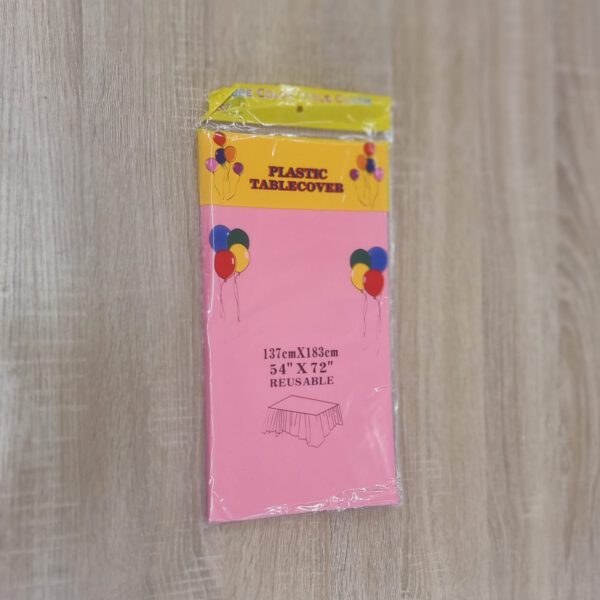 PLASTIC
TABLECOVER
137cmX183cm
54" X 72"
REUSABLE